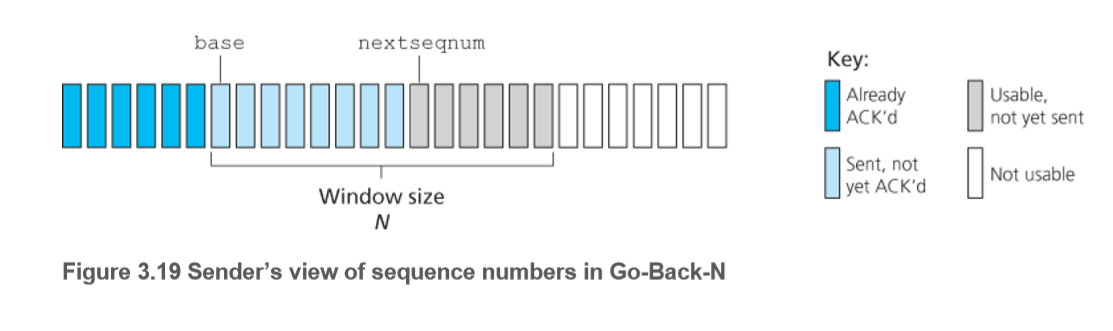 base
nextseqnum
Key:
Already
ACK'd
Usable,
not yet sent
Sent, not
yet ACK'd
Not usable
Window size
N
Figure 3.19 Sender’s view of sequence numbers in Go-Back-N